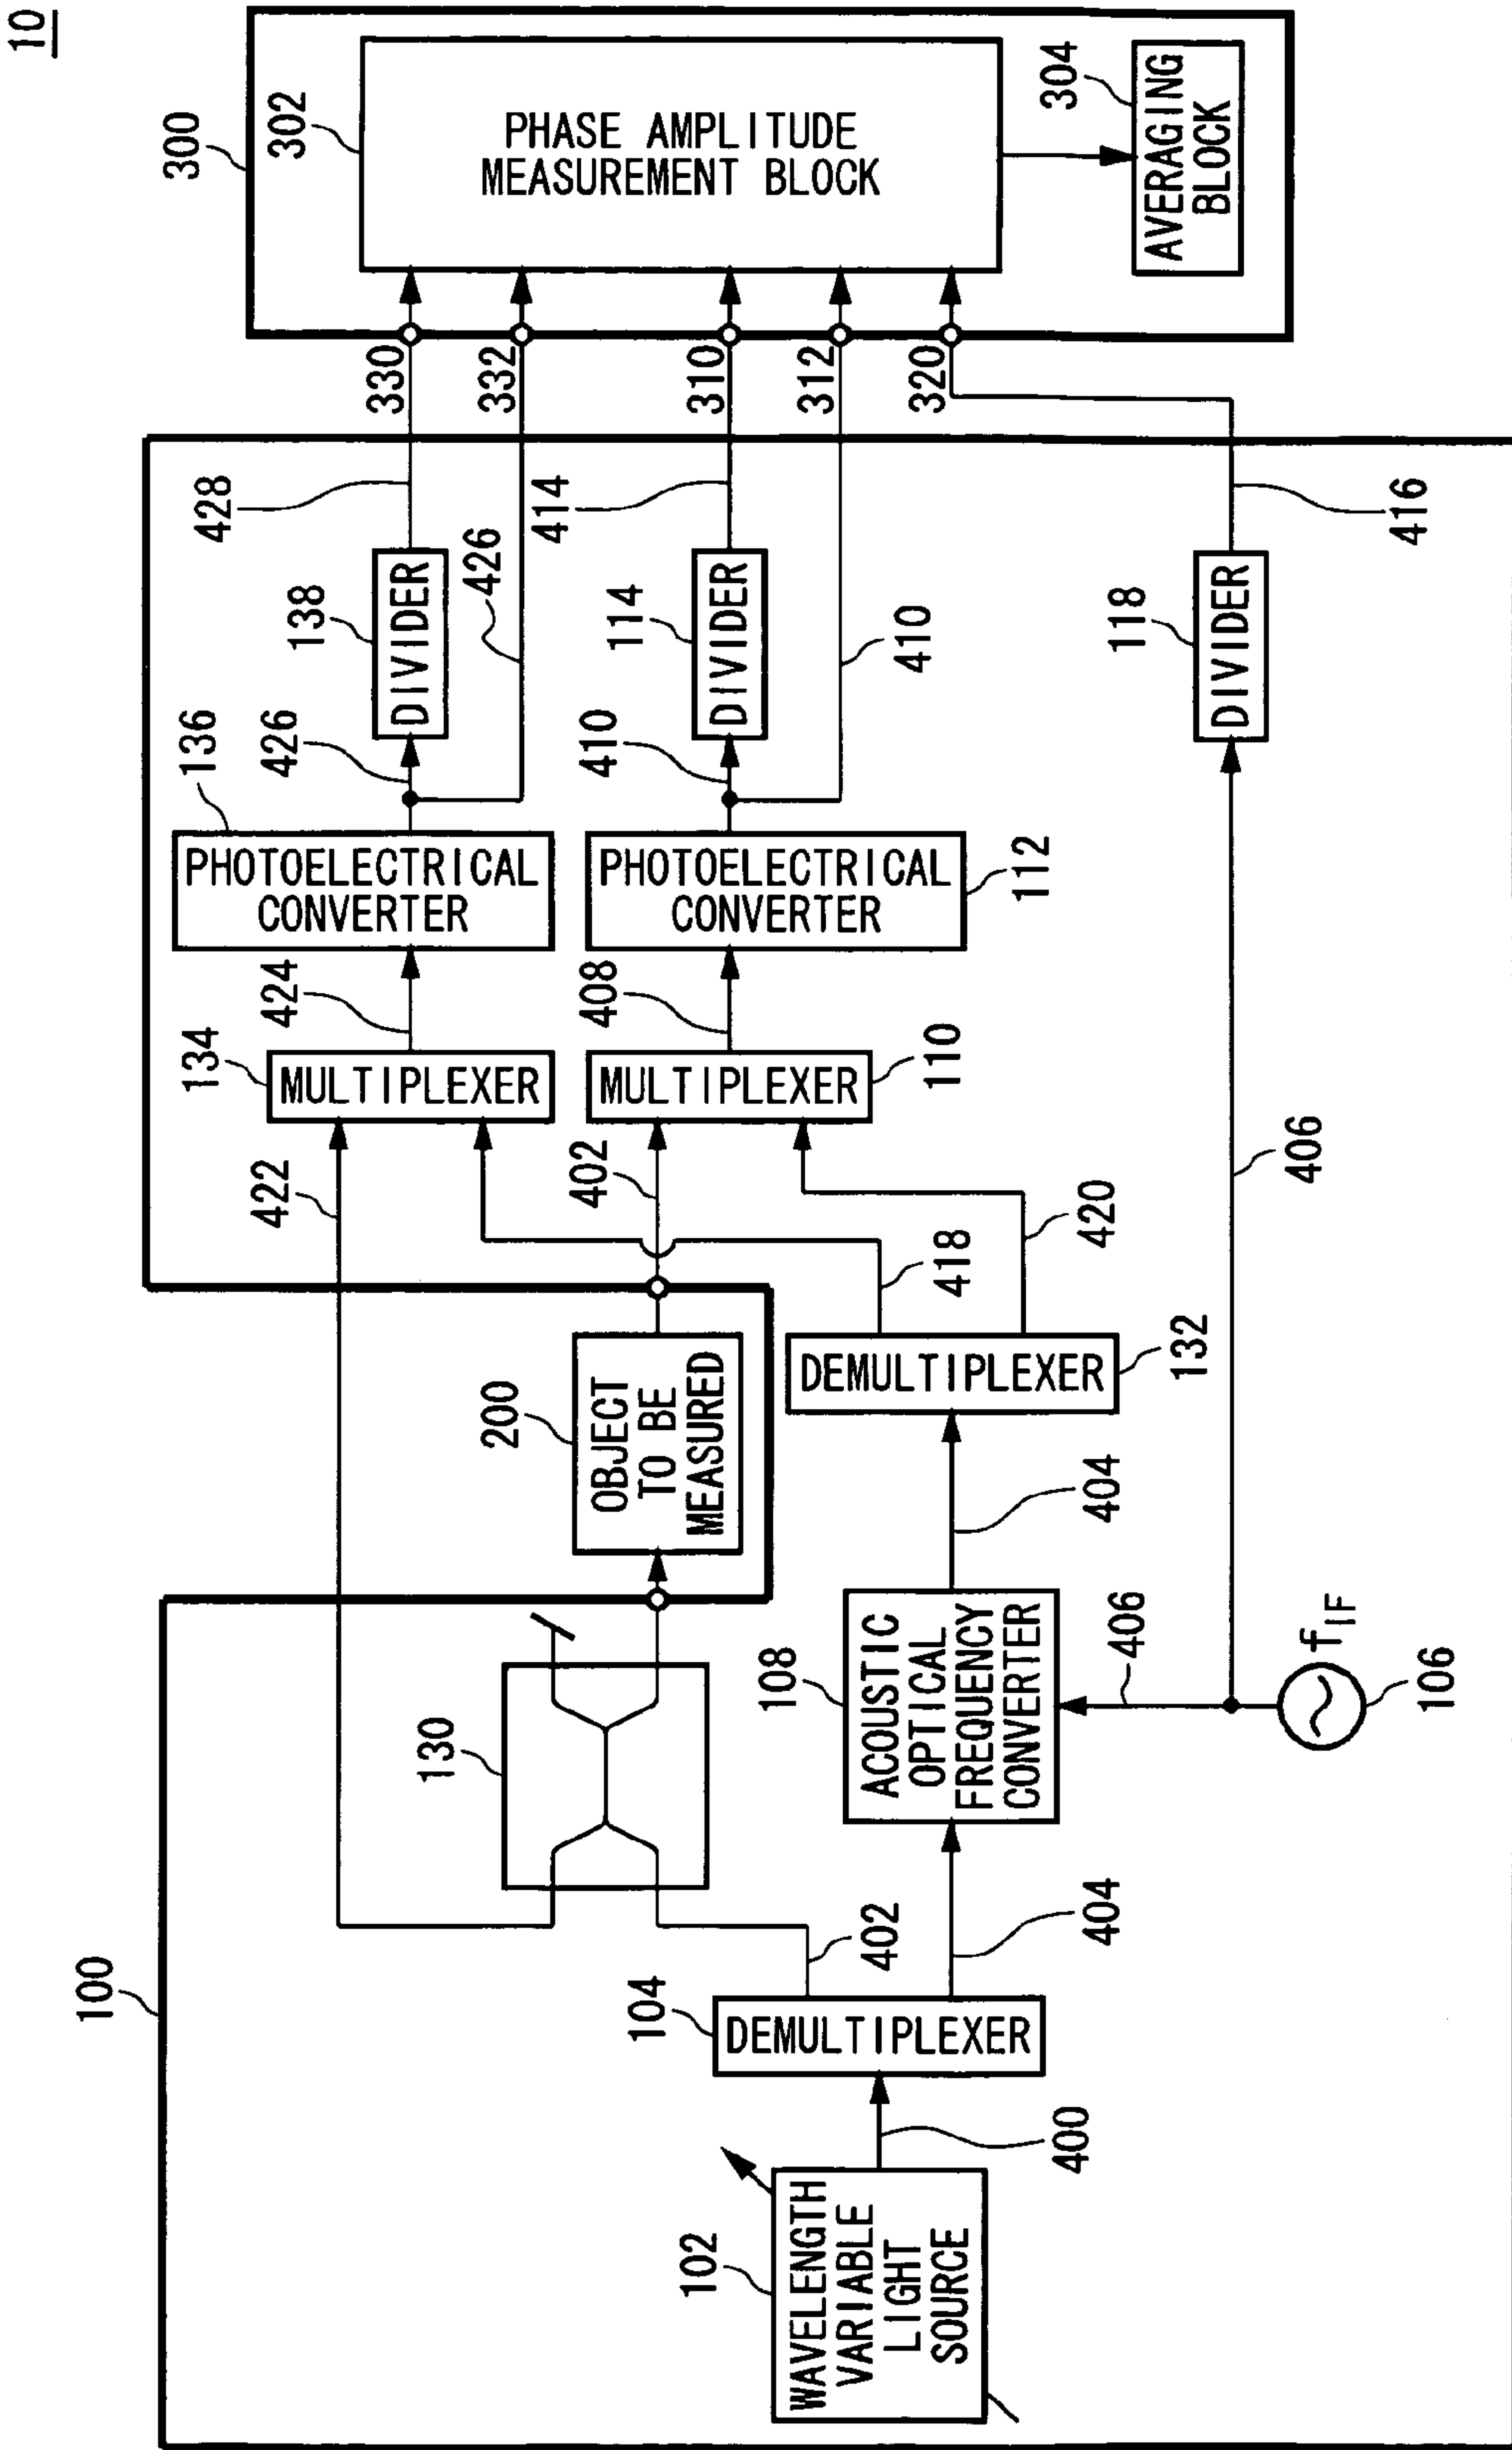 10
100
300
302
PHASE AMPLITUDE
MEASUREMENT BLOCK
304
AVERAGING
BLOCK
330
332
310
312
320
428
414
416
138
DIVIDER
426
114
DIVIDER
410
118
DIVIDER
136
426
410
PHOTOELECTRICAL
CONVERTER
PHOTOELECTRICAL
CONVERTER
112
424
408
134
MULTIPLEXER
MULTIPLEXER
110
422
402
418
420
406
200
OBJECT
TO BE
MEASURED
DEMULTIPLEXER
132
404
130
108
ACOUSTIC
OPTICAL
FREQUENCY
CONVERTER
406
fIF
106
402
404
104
DEMULTIPLEXER
400
102
WAVELENGTH
VARIABLE
LIGHT
SOURCE